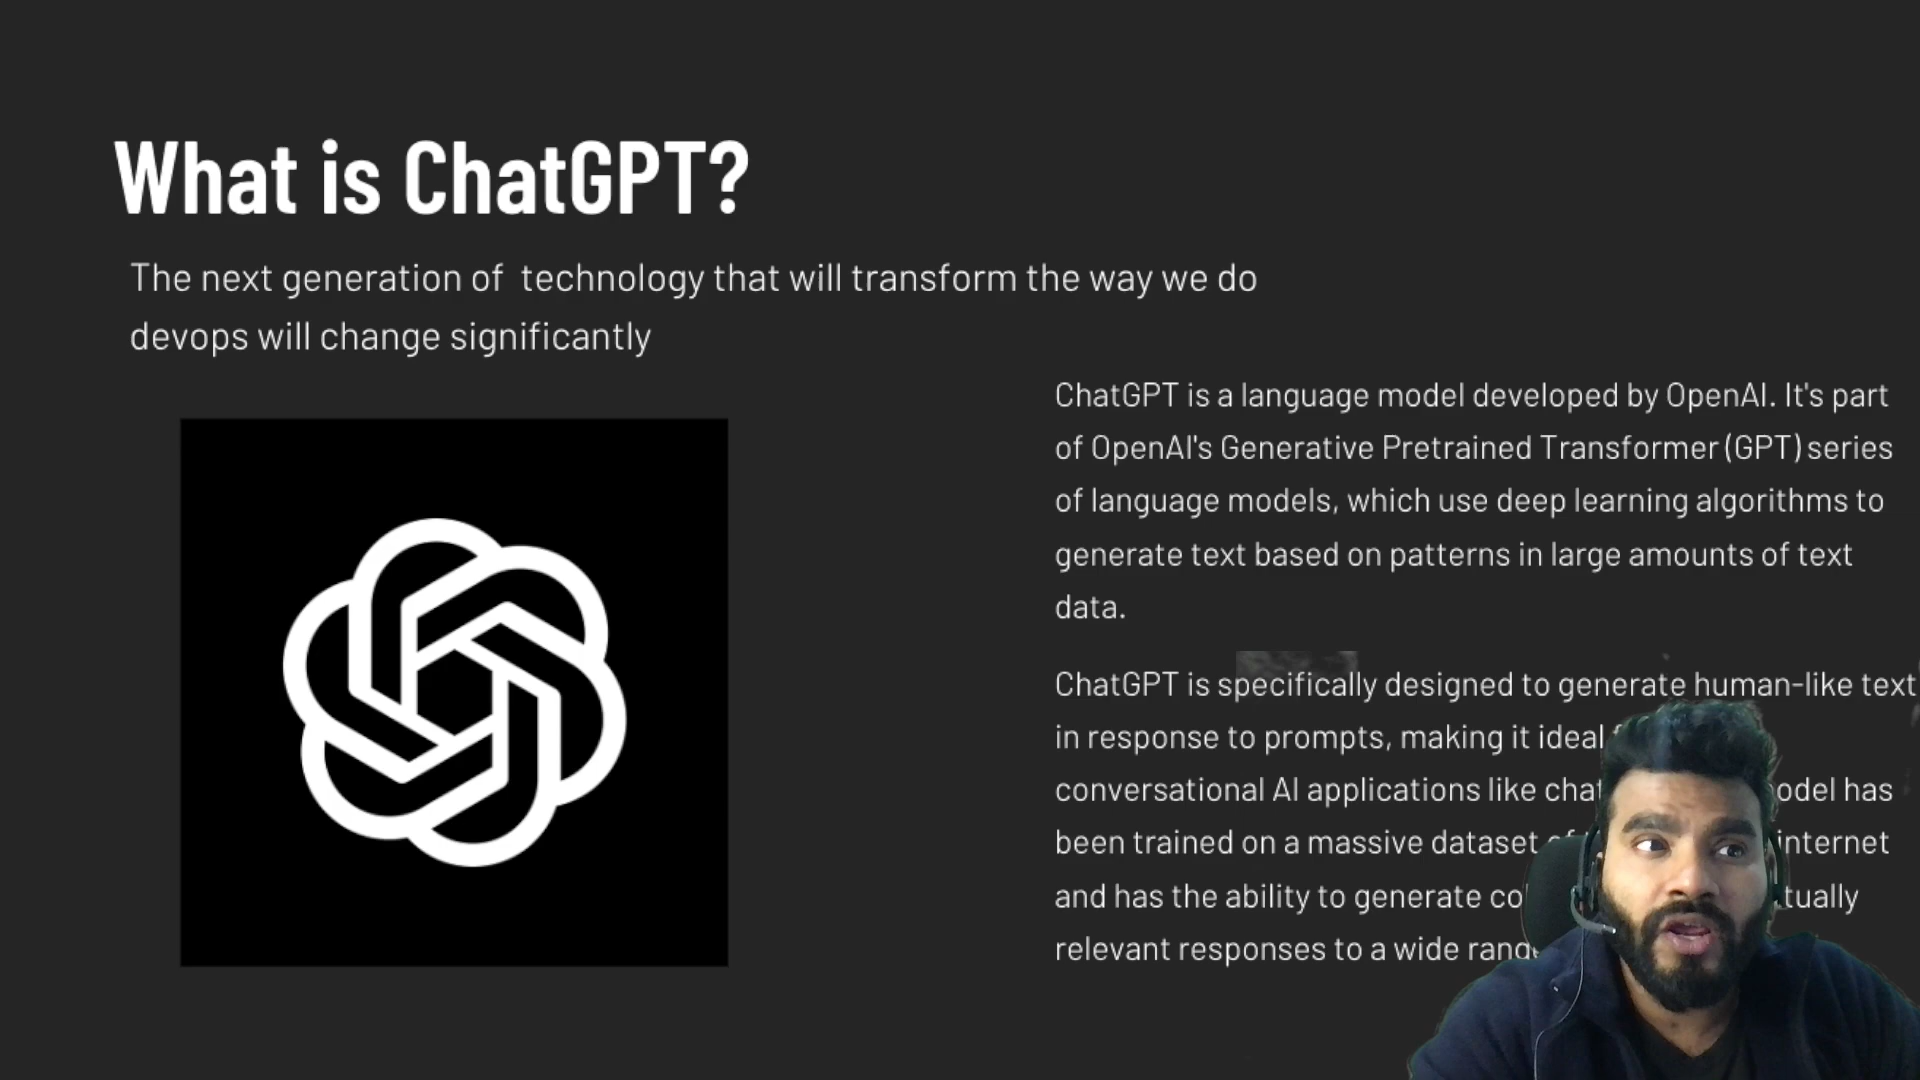 What is ChatGPT?
The next generation of technology that will transform the way we do
devops will change significantly
ChatGPT is a language model developed by OpenAI. It's part
of OpenAI's Generative Pretrained Transformer (GPT) series
of language models, which use deep learning algorithms to
generate text based on patterns in large amounts of text
data.
ChatGPT is specifically designed to generate human-like text
in response to prompts, making it ideal
conversational AI applications like has
been trained on a massive dataset internet
and has the ability to generate
relevant responses to a wide